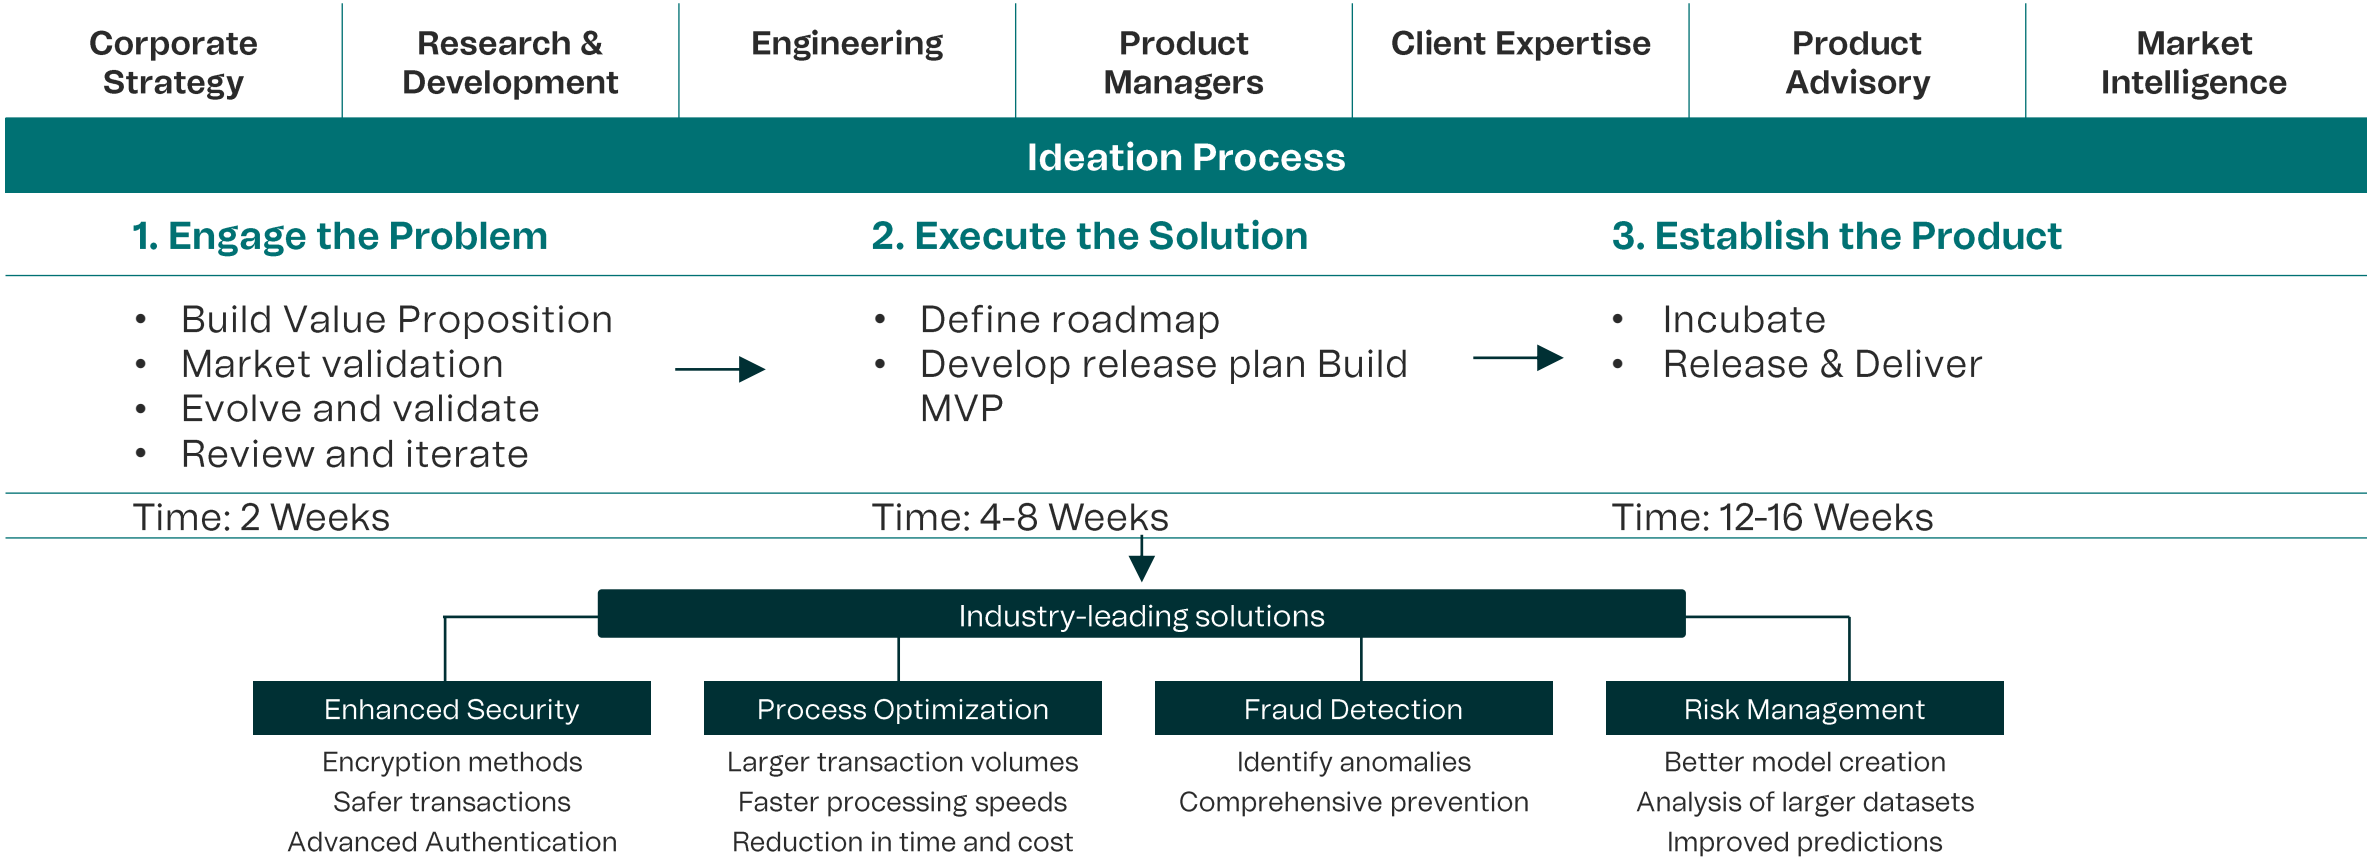 Corporate
Strategy
Research &
Development
Engineering
Product
Managers
Client Expertise
Product
Advisory
Market
Intelligence
Ideation Process
1. Engage the Problem
• Build Value Proposition
• Market validation
• Evolve and validate
• Review and iterate
Time: 2 Weeks
2. Execute the Solution
• Define roadmap
• Develop release plan Build
MVP
Time: 4-8 Weeks
3. Establish the Product
• Incubate
• Release & Deliver
Time: 12-16 Weeks
Industry-leading solutions
Enhanced Security
Encryption methods
Safer transactions
Advanced Authentication
Process Optimization
Larger transaction volumes
Faster processing speeds
Reduction in time and cost
Fraud Detection
Identify anomalies
Comprehensive prevention
Risk Management
Better model creation
Analysis of larger datasets
Improved predictions